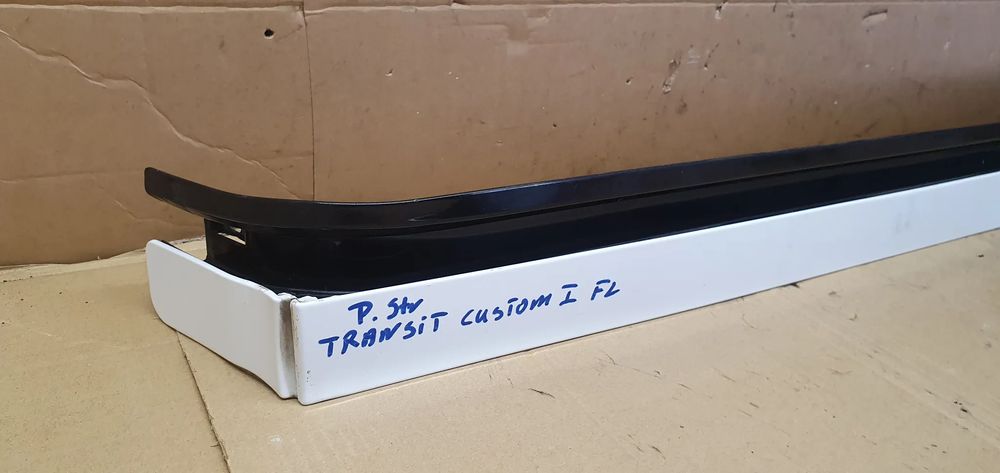 P. Str
TRANSIT CUSTOM I FL